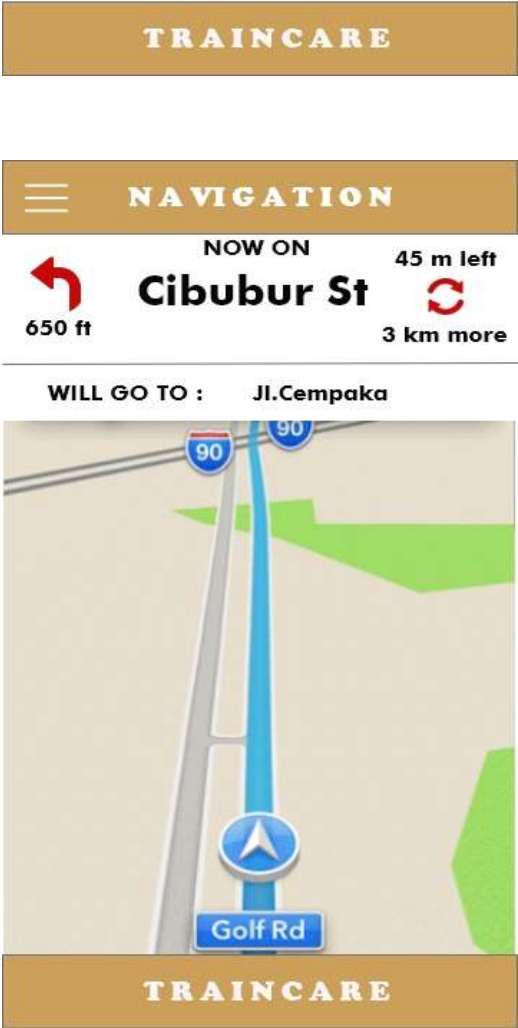 TRAINCARE
NAVIGATION
NOW ON
Cibubur St
650 ft
45 m left
3 km more
WILL GO TO : Jl.Cempaka
90
90
Golf Rd
TRAINCARE